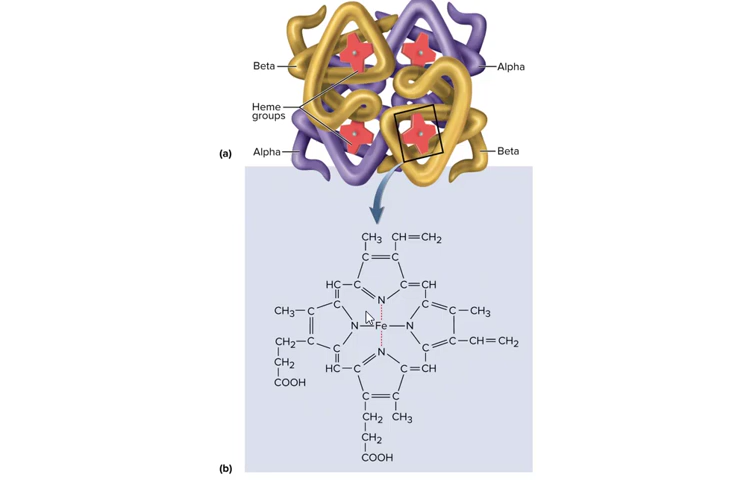 Beta
Alpha
Heme
groups
Alpha
Beta
(a)
CH3 CH=CH2
C=C
HC C C CH
N
CH3 C C C C CH3
N Fe N
CH2 C C C C CH=CH2
N
CH2
HC C C CH
COOH
C=C
CH2 CH3
CH2
COOH
(b)